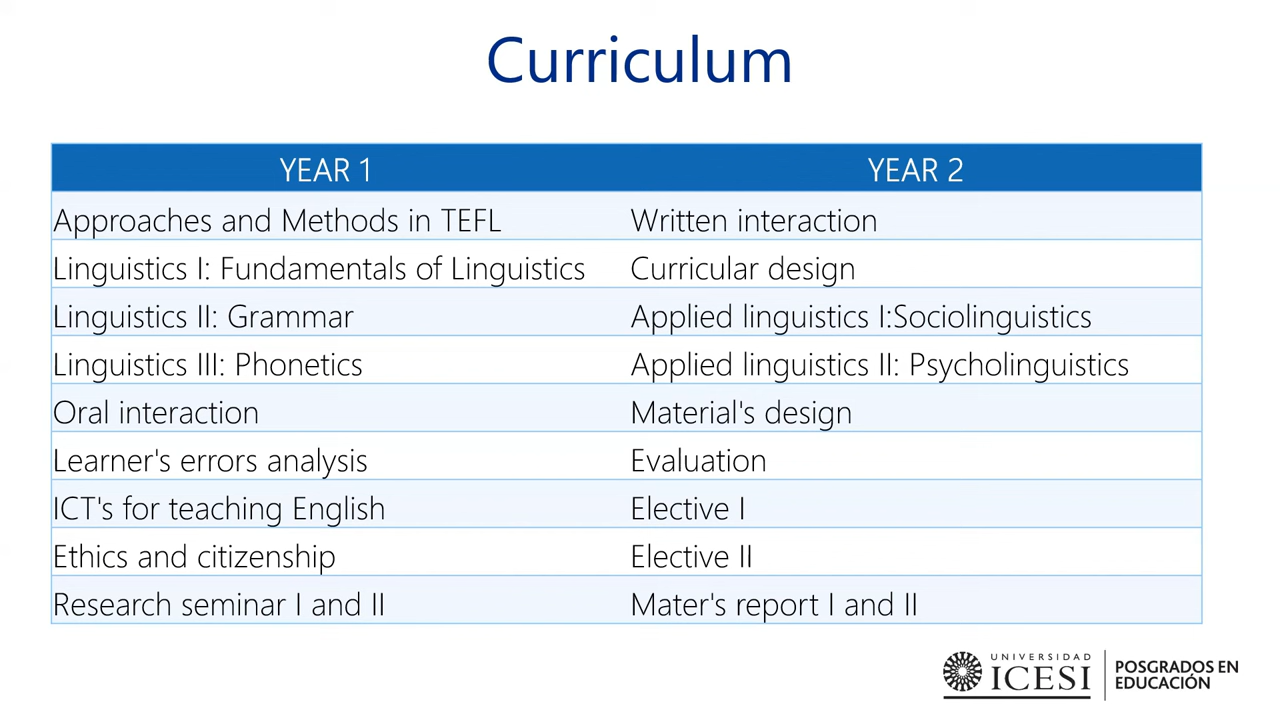 Curriculum
YEAR 1 YEAR 2
Approaches and Methods in TEFL Written interaction
Linguistics I: Fundamentals of Linguistics Curricular design
Linguistics II: Grammar Applied linguistics I:Sociolinguistics
Linguistics III: Phonetics Applied linguistics II: Psycholinguistics
Oral interaction Material's design
Learner's errors analysis Evaluation
ICT's for teaching English Elective I
Ethics and citizenship Elective II
Research seminar I and II Mater's report I and II
UNIVERSIDAD
ICESI
POSGRADOS EN
EDUCACIÓN